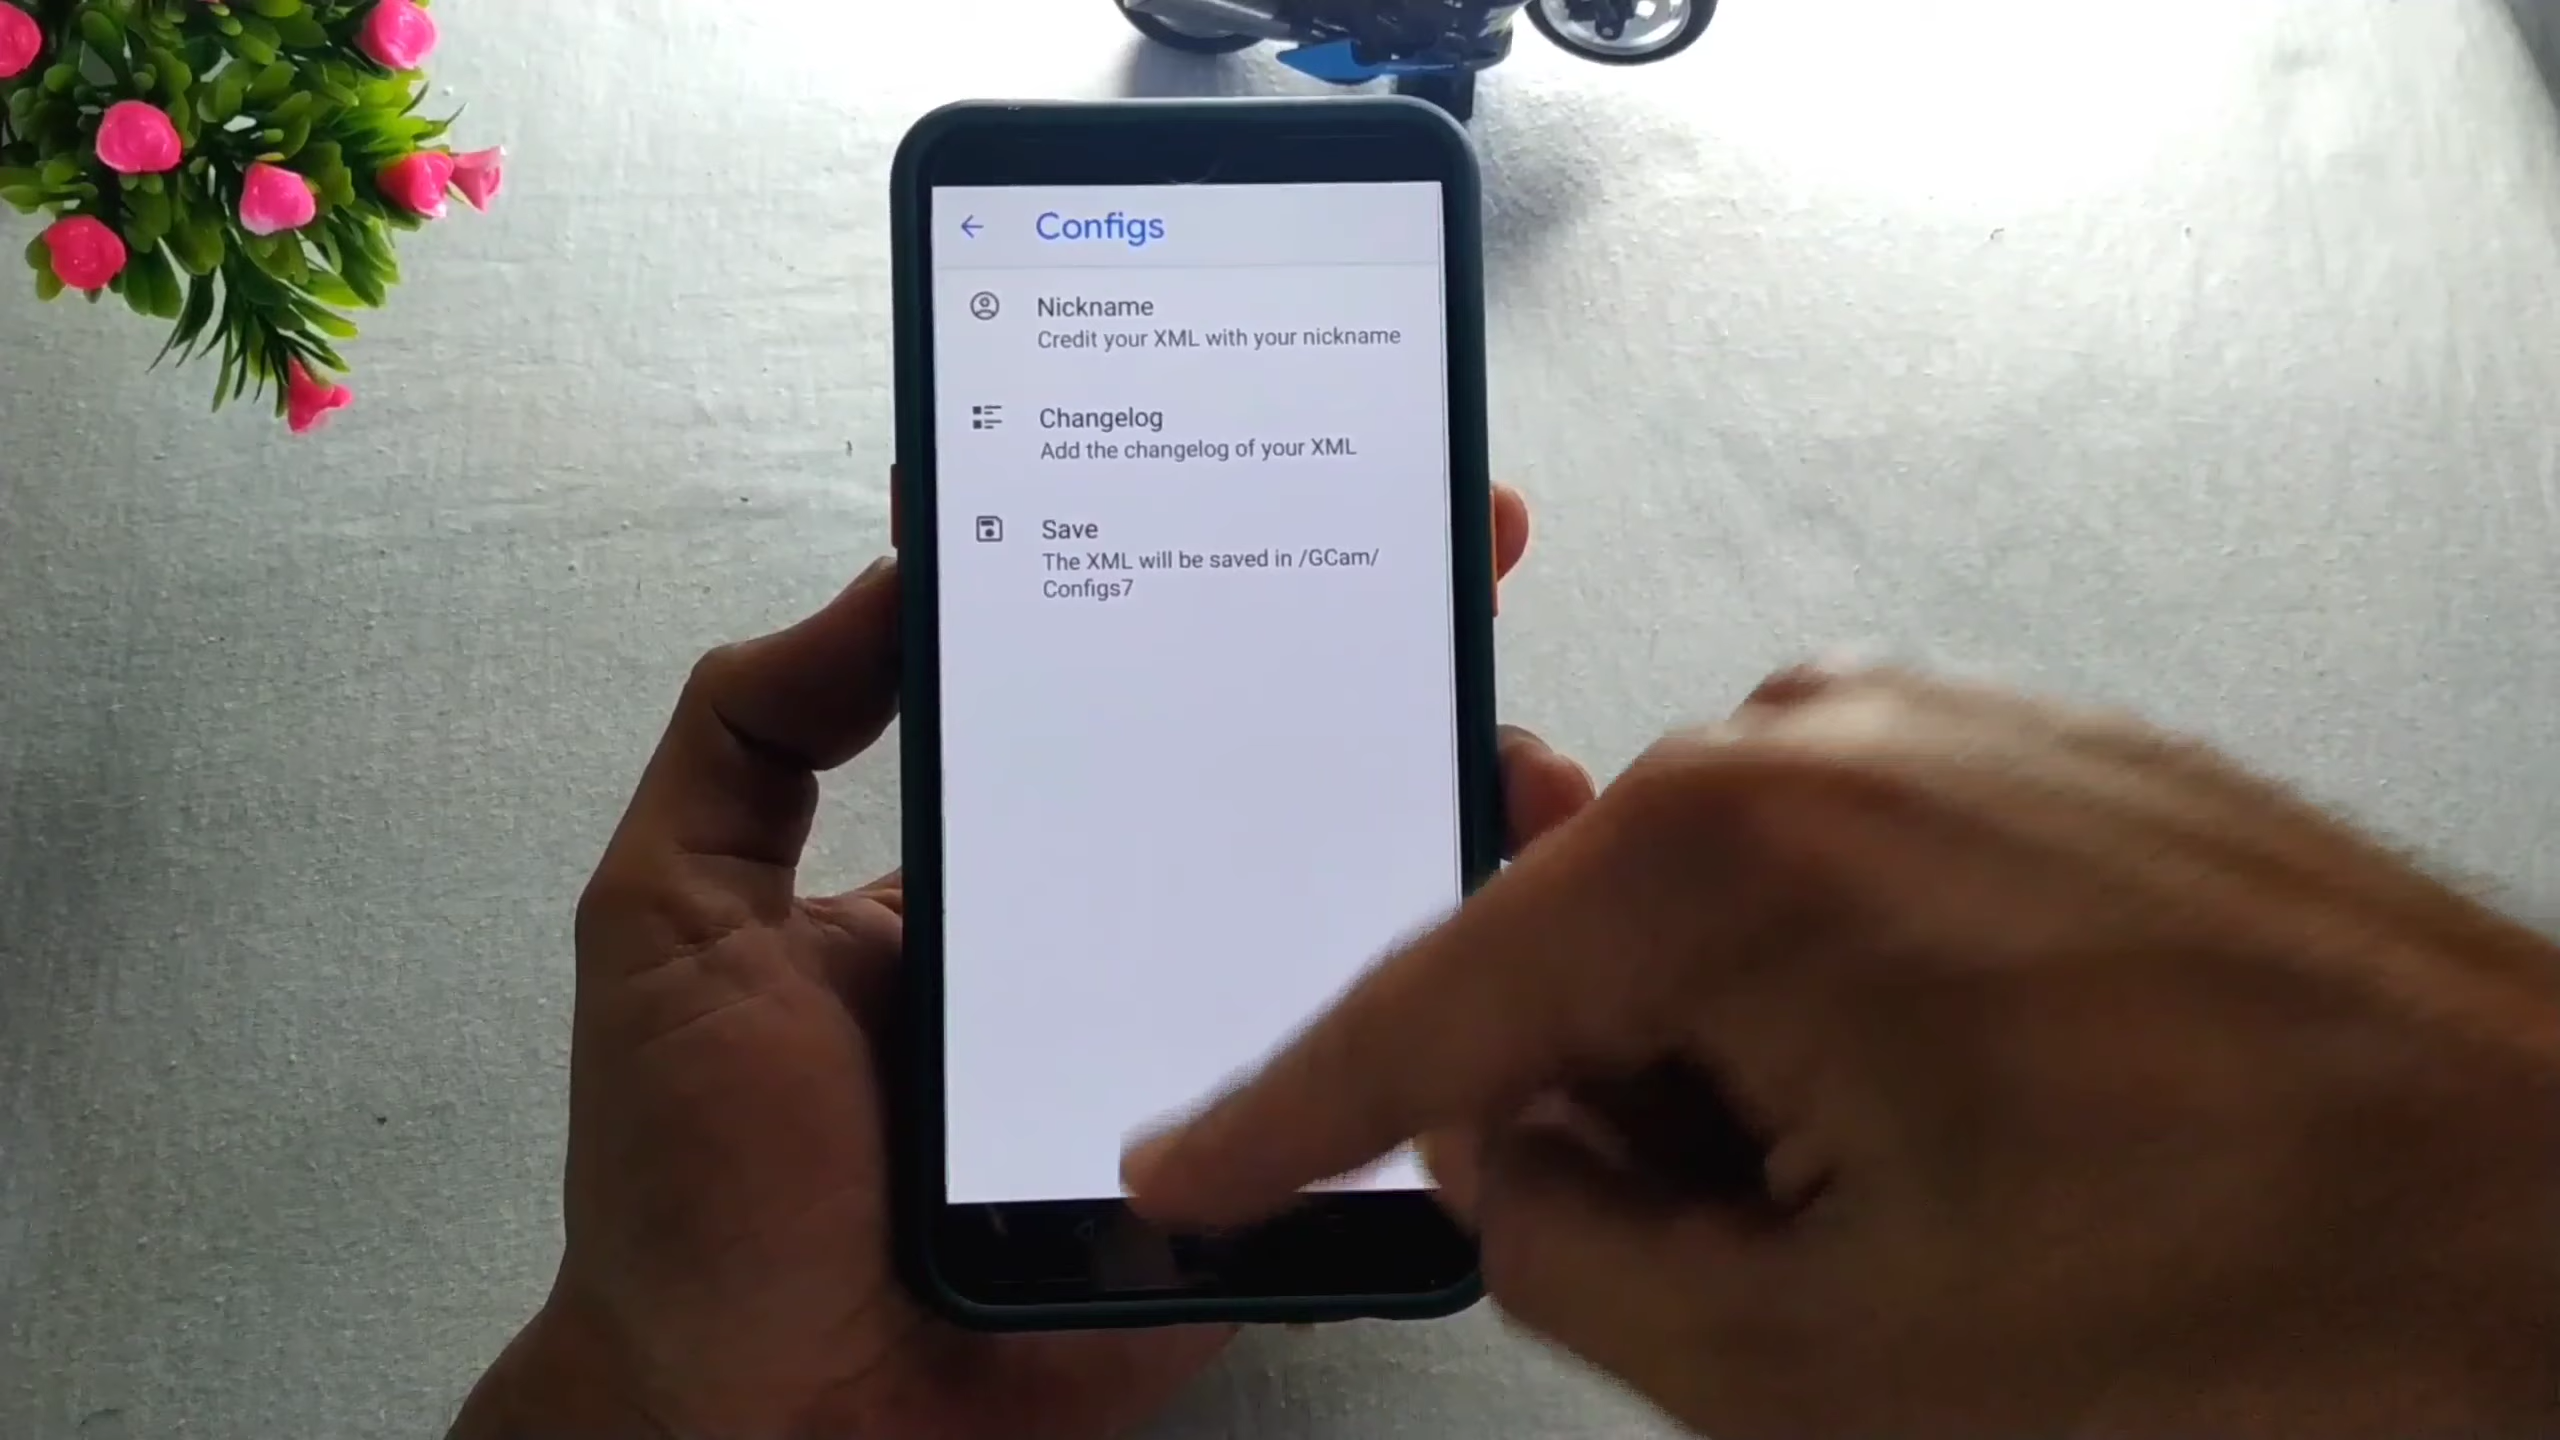 Configs
Nickname
Credit your XML with your nickname
Changelog
Add the changelog of your XML
Save
The XML will be saved in /GCam/
Configs7